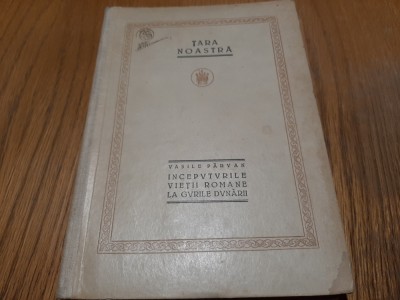 ȚARA
NOASTRĂ
VASILE PÂRVAN
INCEPVTVRILE
VIEȚII ROMANE
LA GVRILE DVNĂRII